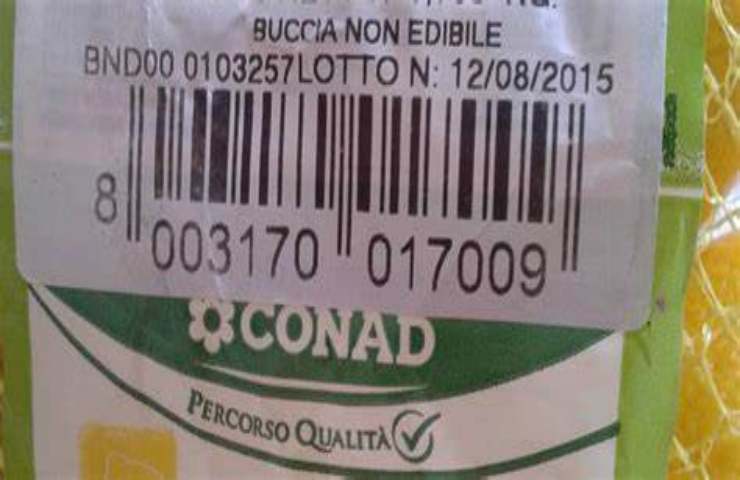 BUCCIA NON EDIBILE
BND00 0103257LOTTO N: 12/08/2015
8 003170 017009
CONAD
PERCORSO QUALITÀ